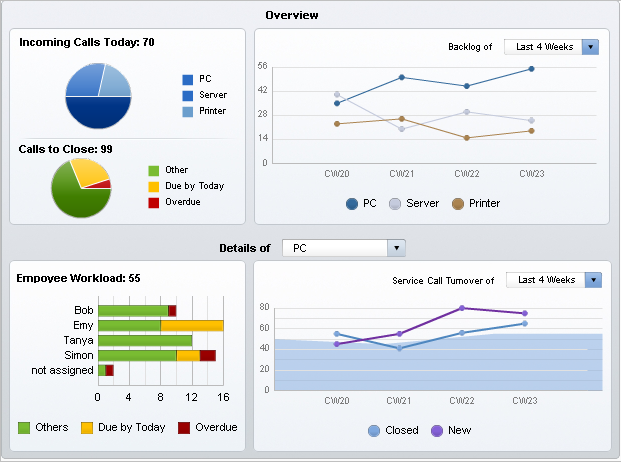 Overview
Incoming Calls Today: 70
PC
Server
Printer
Calls to Close: 99
Other
Due by Today
Overdue
Backlog of Last 4 Weeks
56
42
28
14
0
CW20 CW21 CW22 CW23
PC Server Printer
Details of PC
Empoyee Workload: 55
Bob
Emy
Tanya
Simon
not assigned
0 4 8 12 16
Others Due by Today Overdue
Service Call Turnover of Last 4 Weeks
80
60
40
20
0
CW20 CW21 CW22 CW23
Closed New